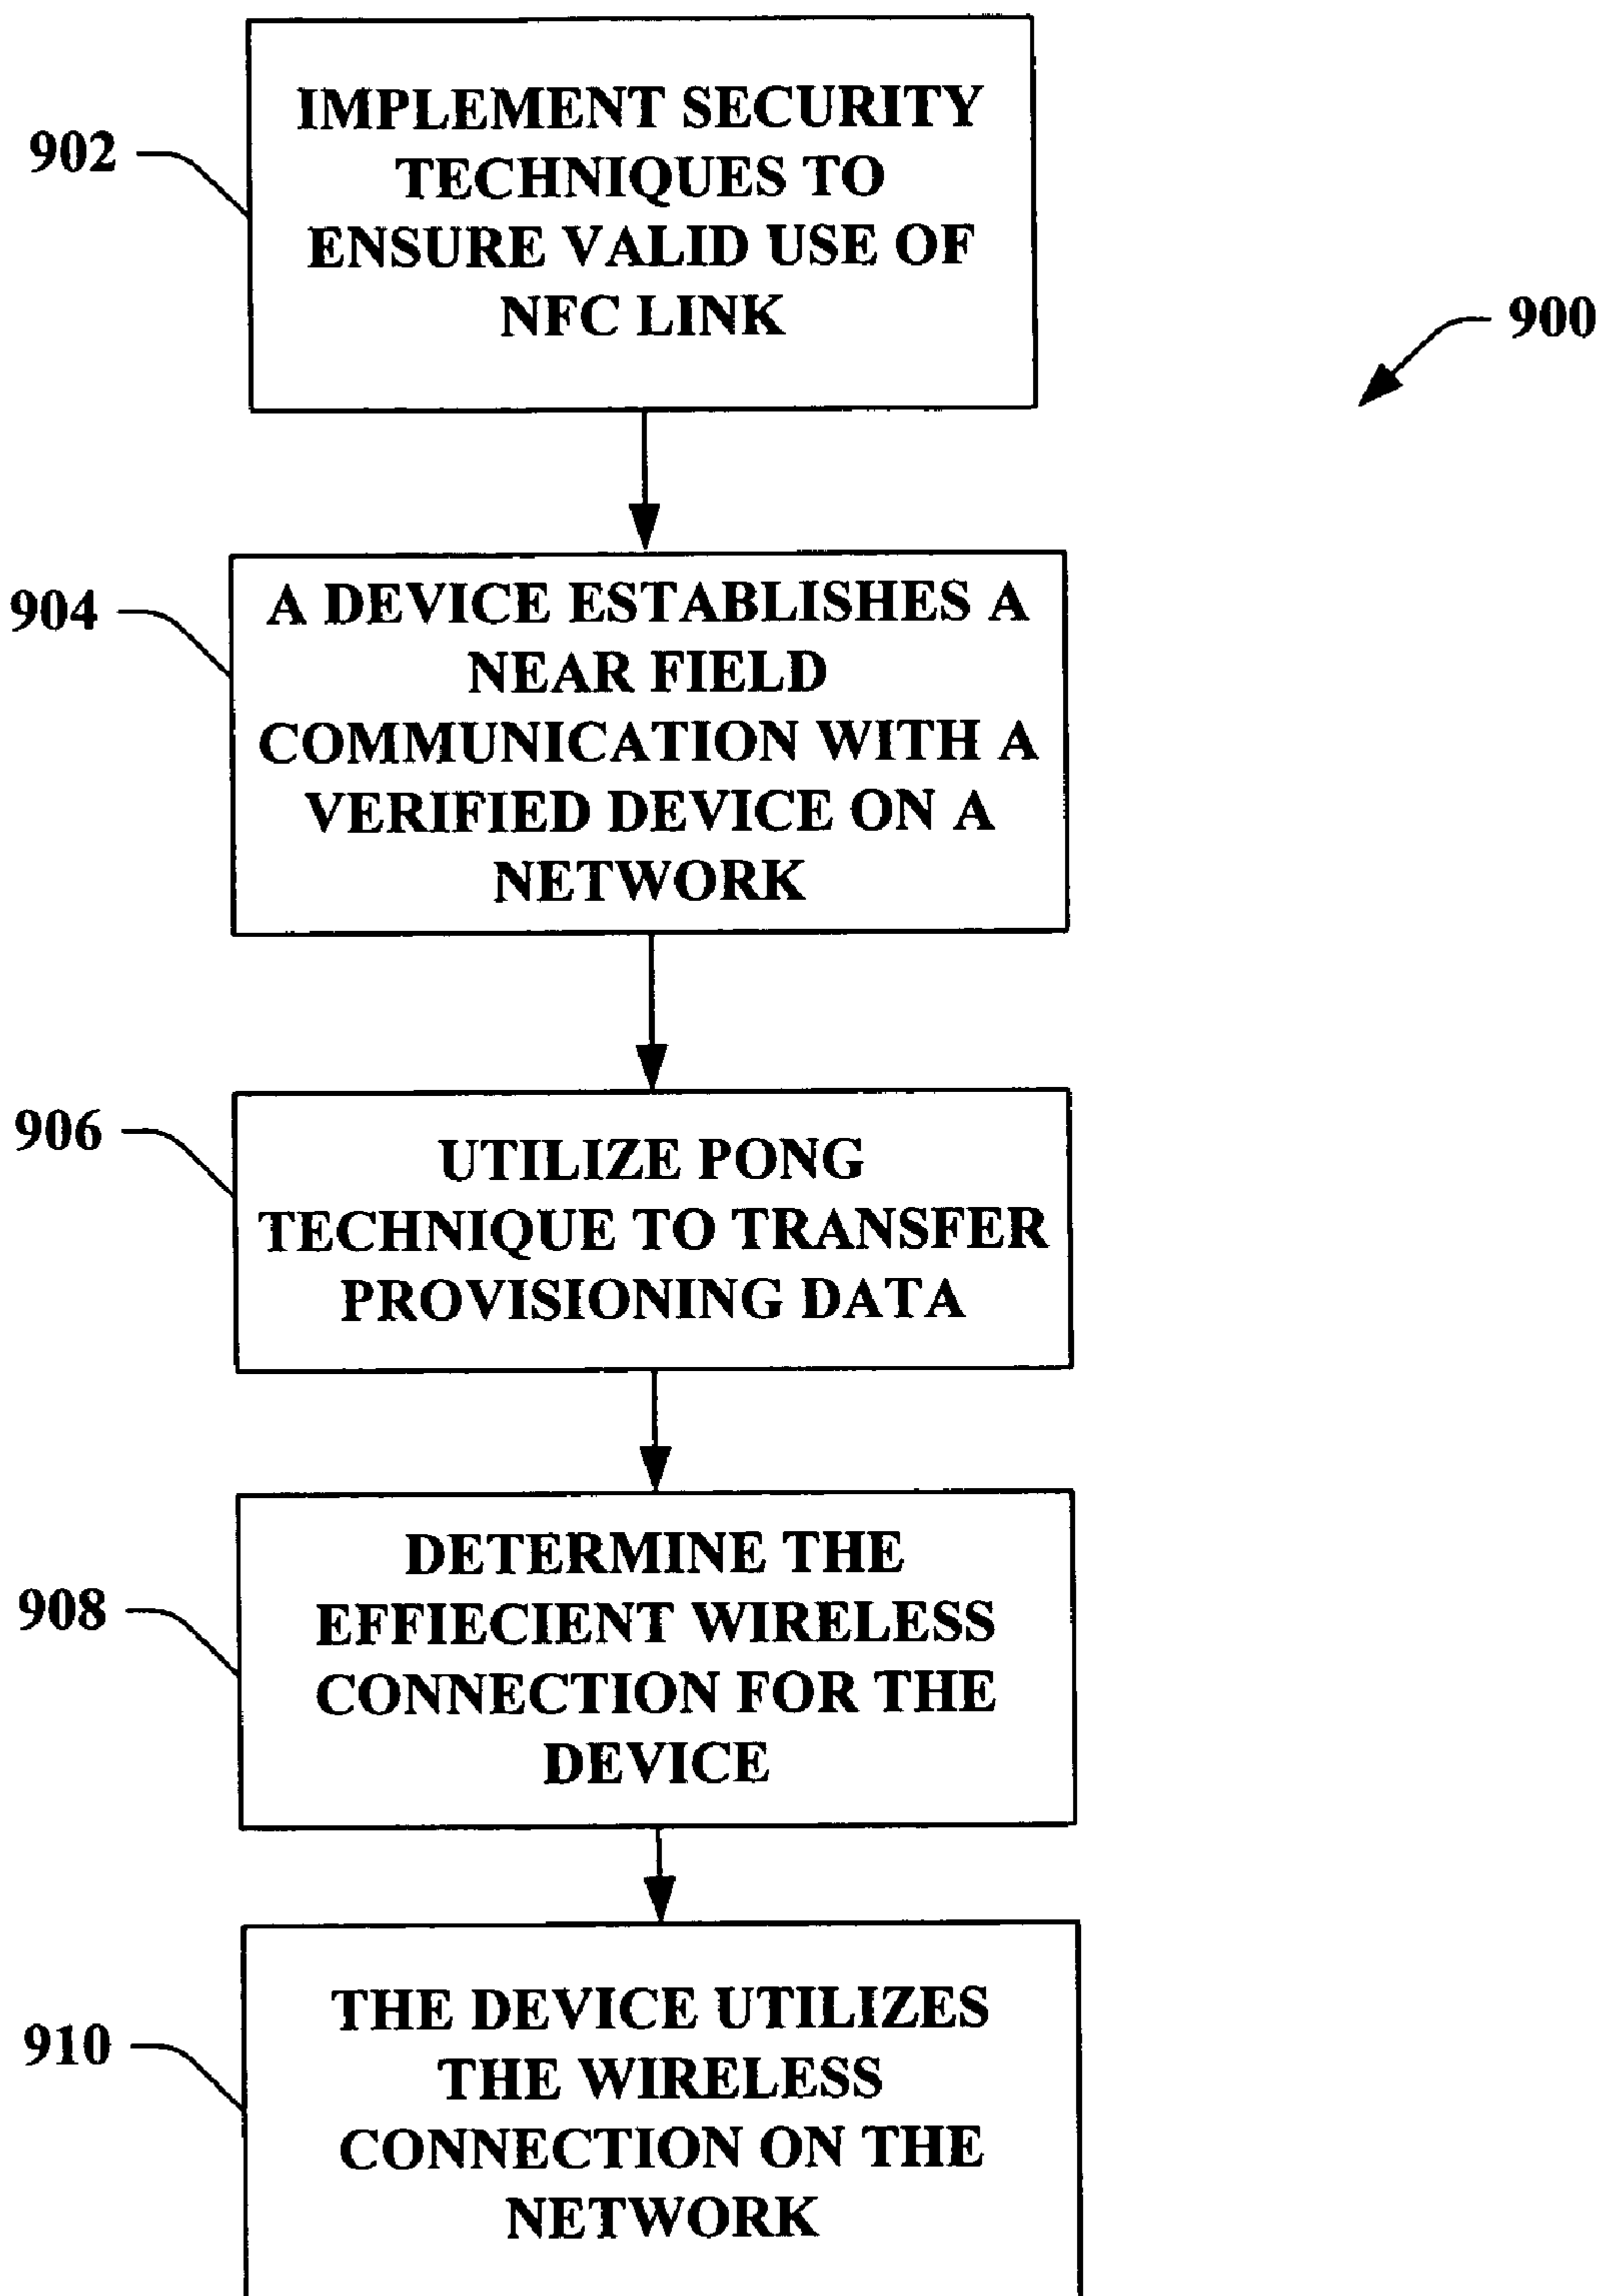 902
IMPLEMENT SECURITY
TECHNIQUES TO
ENSURE VALID USE OF
NFC LINK
900
904
A DEVICE ESTABLISHES A
NEAR FIELD
COMMUNICATION WITH A
VERIFIED DEVICE ON A
NETWORK
906
UTILIZE PONG
TECHNIQUE TO TRANSFER
PROVISIONING DATA
908
DETERMINE THE
EFFIECIENT WIRELESS
CONNECTION FOR THE
DEVICE
910
THE DEVICE UTILIZES
THE WIRELESS
CONNECTION ON THE
NETWORK